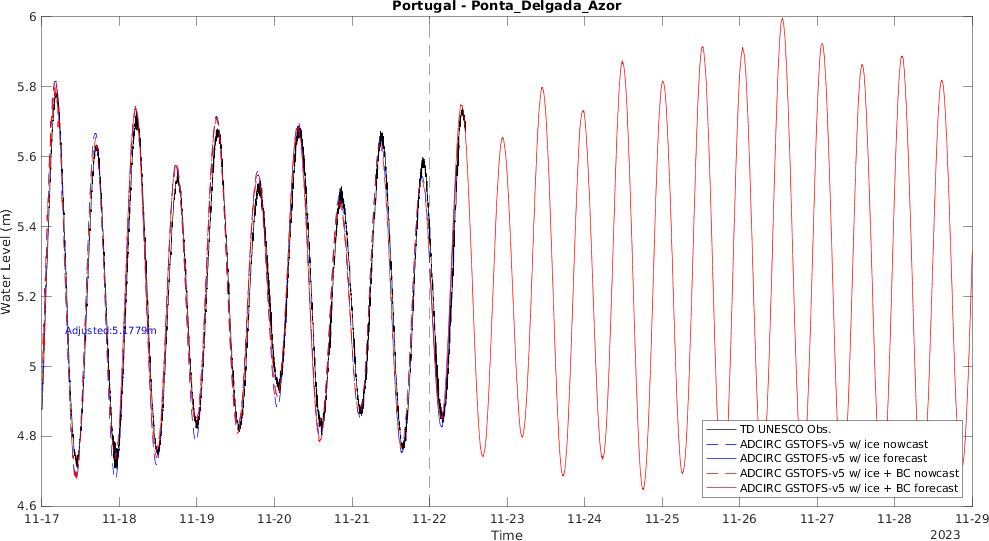 Portugal - Ponta_Delgada_Azor
Water Level (m)
6
5.8
5.6
5.4
5.2
5
4.8
4.6
Adjusted:5.1779m
TD UNESCO Obs.
ADCIRC GSTOFS-v5 w/ ice nowcast
ADCIRC GSTOFS-v5 w/ ice forecast
ADCIRC GSTOFS-v5 w/ ice + BC nowcast
ADCIRC GSTOFS-v5 w/ ice + BC forecast
11-17 11-18 11-19 11-20 11-21 11-22 11-23 11-24 11-25 11-26 11-27 11-28 11-29
Time
2023